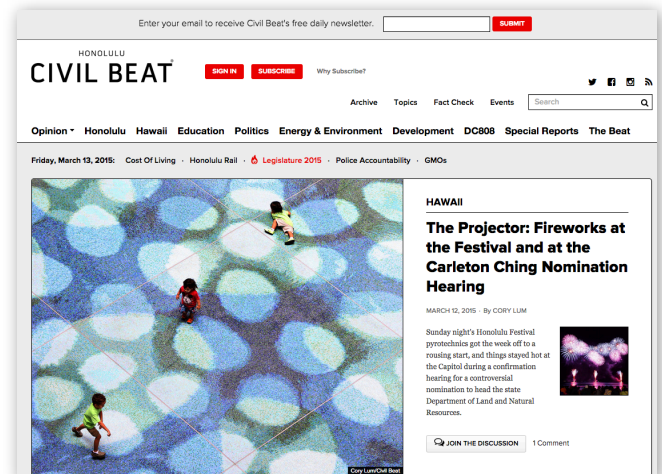 Enter your email to receive Civil Beat's free daily newsletter.
SUBMIT
HONOLULU
CIVIL BEAT
SIGN IN
SUBSCRIBE
Why Subscribe?
Archive Topics Fact Check Events Search
Opinion Honolulu Hawaii Education Politics Energy & Environment Development DC808 Special Reports The Beat
Friday, March 13, 2015: Cost Of Living · Honolulu Rail · Legislature 2015 · Police Accountability · GMOs
HAWAII
The Projector: Fireworks at
the Festival and at the
Carleton Ching Nomination
Hearing
MARCH 12, 2015 · By CORY LUM
Sunday night's Honolulu Festival
pyrotechnics got the week off to a
rousing start, and things stayed hot at
the Capitol during a confirmation
hearing for a controversial
nomination to head the state
Department of Land and Natural
Resources.
JOIN THE DISCUSSION 1 Comment
Cory Lum/Civil Beat